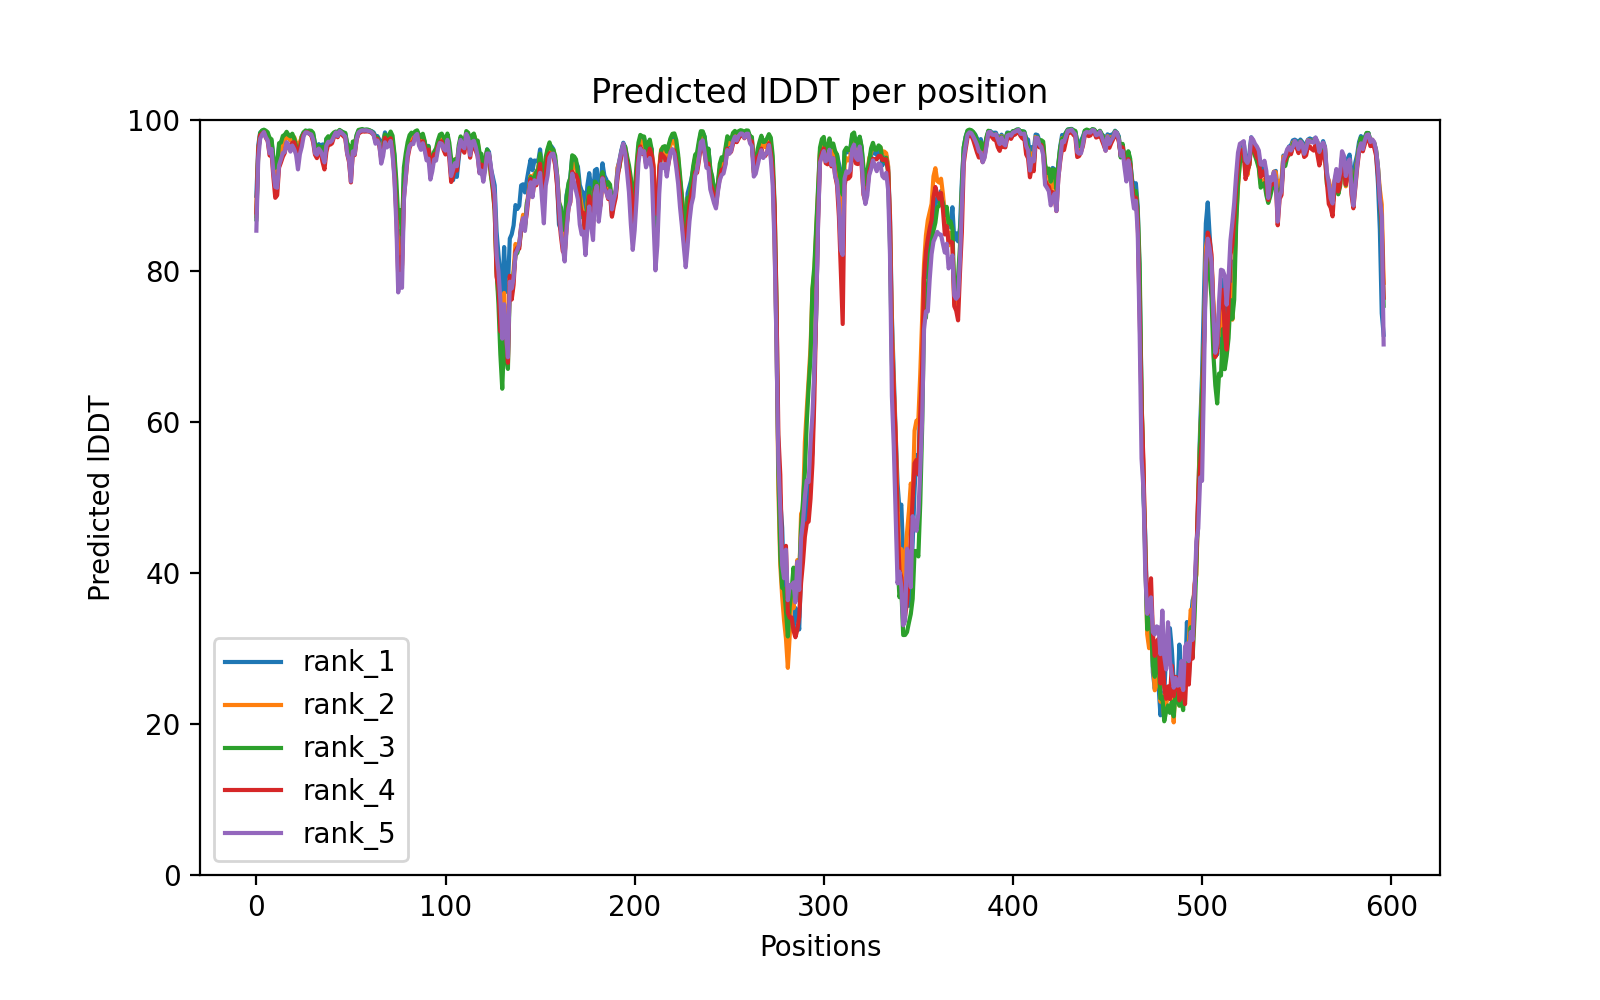 Predicted lDDT per position
100
80
60
40
20
0
Predicted lDDT
rank_1
rank_2
rank_3
rank_4
rank_5
0 100 200 300 400 500 600
Positions